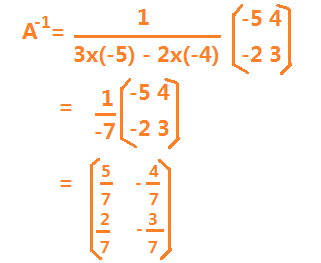 A-1 = 1 / 3x(-5) - 2x(-4) (-5 4
-2 3)
= 1 / -7 (-5 4
-2 3)
= (5/7 - 4/7
2/7 - 3/7)